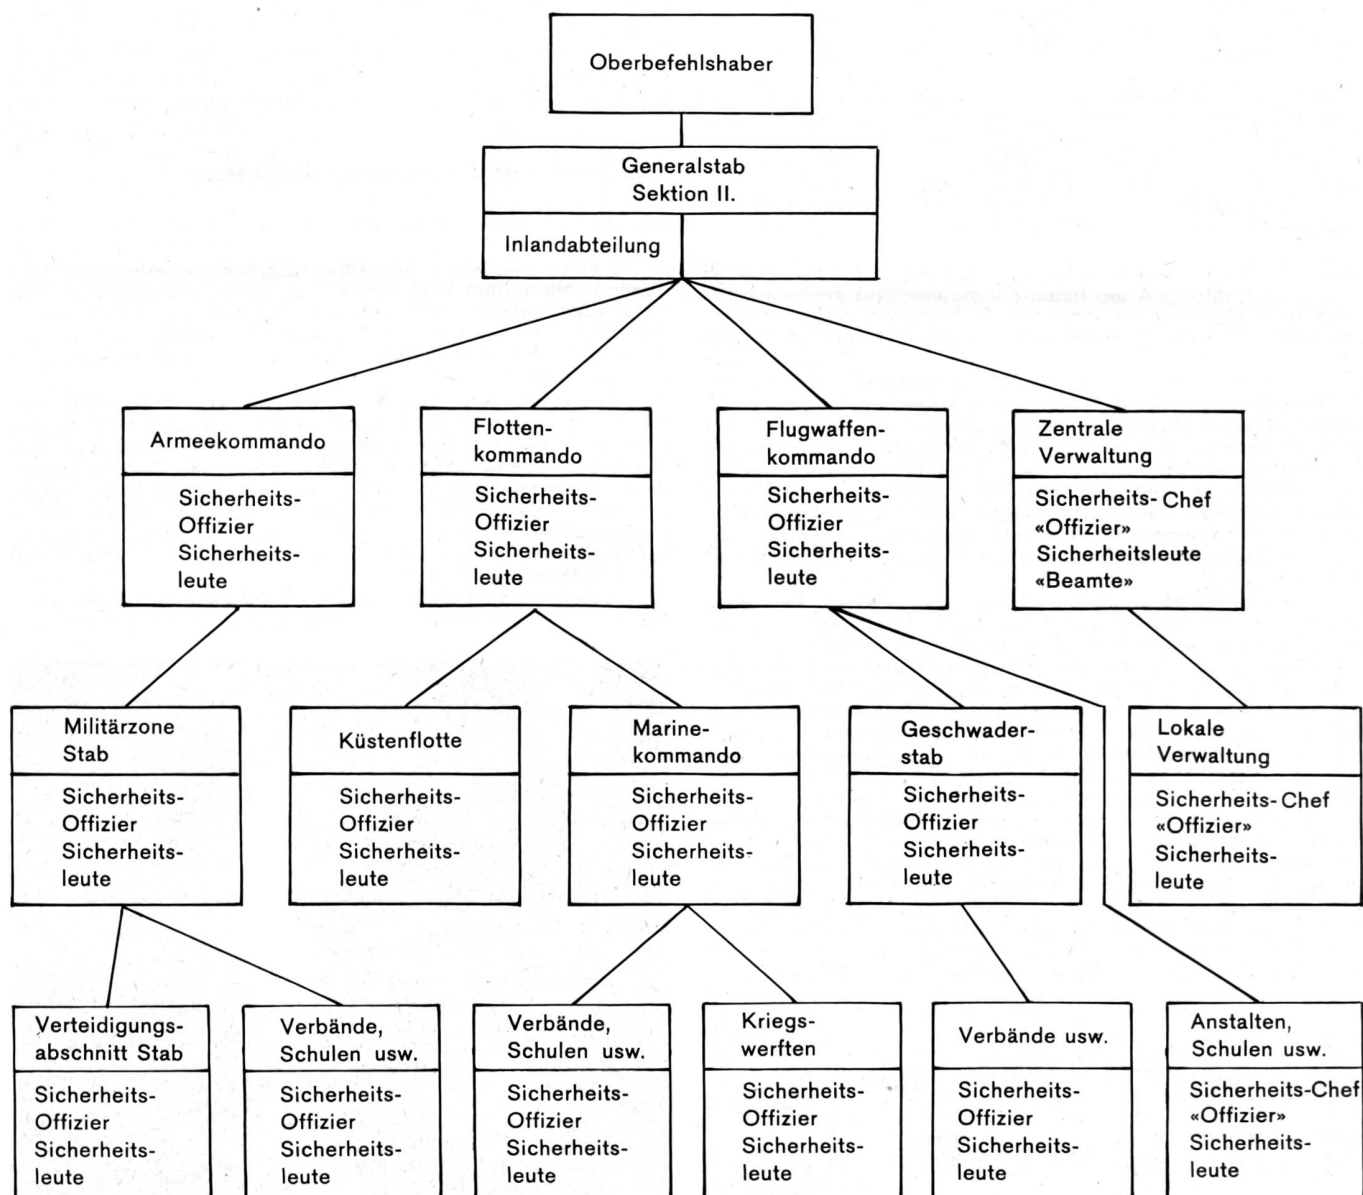 Oberbefehlshaber
Generalstab
Sektion II.
Inlandabteilung
Armeekommando
Sicherheits-
Offizier
Sicherheits-
leute
Flotten-
kommando
Sicherheits-
Offizier
Sicherheits-
leute
Flugwaffen-
kommando
Sicherheits-
Offizier
Sicherheits-
leute
Zentrale
Verwaltung
Sicherheits-Chef
«Offizier»
Sicherheitsleute
«Beamte»
Militärzone
Stab
Sicherheits-
Offizier
Sicherheits-
leute
Küstenflotte
Sicherheits-
Offizier
Sicherheits-
leute
Marine-
kommando
Sicherheits-
Offizier
Sicherheits-
leute
Geschwader-
stab
Sicherheits-
Offizier
Sicherheits-
leute
Lokale
Verwaltung
Sicherheits-Chef
«Offizier»
Sicherheits-
leute
Verteidigungs-
abschnitt Stab
Sicherheits-
Offizier
Sicherheits-
leute
Verbände,
Schulen usw.
Sicherheits-
Offizier
Sicherheits-
leute
Verbände,
Schulen usw.
Sicherheits-
Offizier
Sicherheits-
leute
Kriegs-
werften
Sicherheits-
Offizier
Sicherheits-
leute
Verbände usw.
Sicherheits-
Offizier
Sicherheits-
leute
Anstalten,
Schulen usw.
Sicherheits-Chef
«Offizier»
Sicherheits-
leute